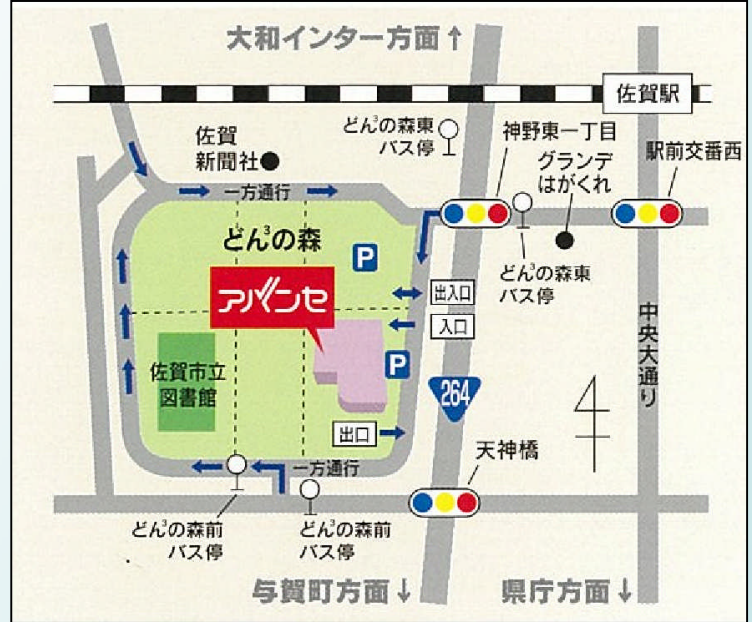 大和インター方面↑
佐賀駅
どん³の森東
バス停
神野東一丁目
駅前交番西
佐賀
新聞社
グランデ
はがくれ
一方通行
どん³の森
P
どん³の森東
バス停
アバンセ
出入口
入口
中央大通り
P
佐賀市立
図書館
264
出口
天神橋
一方通行
どん³の森前
バス停
どん³の森前
バス停
与賀町方面↓
県庁方面↓